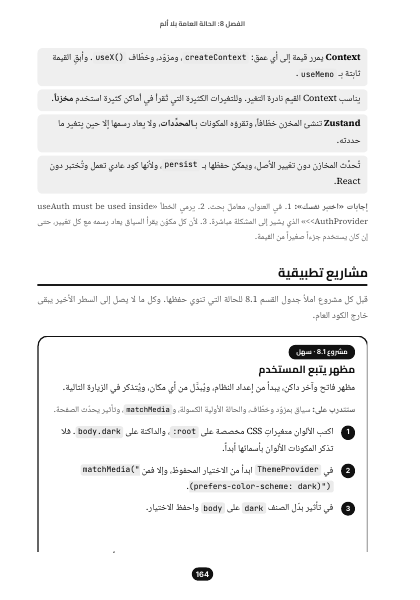 الفصل 8: الحالة العامة بلا ألم
Context يمرر قيمة إلى أي عمق: createContext ، ومزوّد، وخطّاف useX() . وأبقِ القيمة
ثابتة بـ useMemo .
يناسب Context القيم نادرة التغير. وللتغيرات الكثيرة التي تُقرأ في أماكن كثيرة استخدم مخزناً.
Zustand تنشئ المخزن خطّافاً، وتقرؤه المكونات بـالمحدِّدات، ولا يعاد رسمها إلا حين يتغير ما
حددته.
تُحدَّث المخازن دون تغيير الأصل، ويمكن حفظها بـ persist ، ولأنها كود عادي تعمل وتُختبر دون
React.
إجابات «اختبر نفسك»: 1. في العنوان، معاملَ بحث. 2. يرمي الخطأ «useAuth must be used inside
<AuthProvider>» الذي يشير إلى المشكلة مباشرة. 3. لأن كل مكوّن يقرأ السياق يعاد رسمه مع كل تغيير، حتى
إن كان يستخدم جزءاً صغيراً من القيمة.
مشاريع تطبيقية
قبل كل مشروع املأ جدول القسم 8.1 للحالة التي تنوي حفظها. وكل ما لا يصل إلى السطر الأخير يبقى
خارج الكود العام.
مشروع 8.1 · سهل
مظهر يتبع المستخدم
مظهر فاتح وآخر داكن، يبدأ من إعداد النظام، ويُبدَّل من أي مكان، ويُتذكر في الزيارة التالية.
ستتدرب على: سياق بمزوّد وخطّاف، والحالة الأولية الكسولة، و matchMedia ، وتأثير يحدّث الصفحة.
1 اكتب الألوان متغيراتِ CSS مخصصة على :root ، والداكنة على body.dark . فلا
تذكر المكونات الألوان بأسمائها أبداً.
2 في ThemeProvider ابدأ من الاختيار المحفوظ، وإلا فمن matchMedia("
(prefers-color-scheme: dark)").
3 في تأثير بدّل الصنف dark على body واحفظ الاختيار.
164